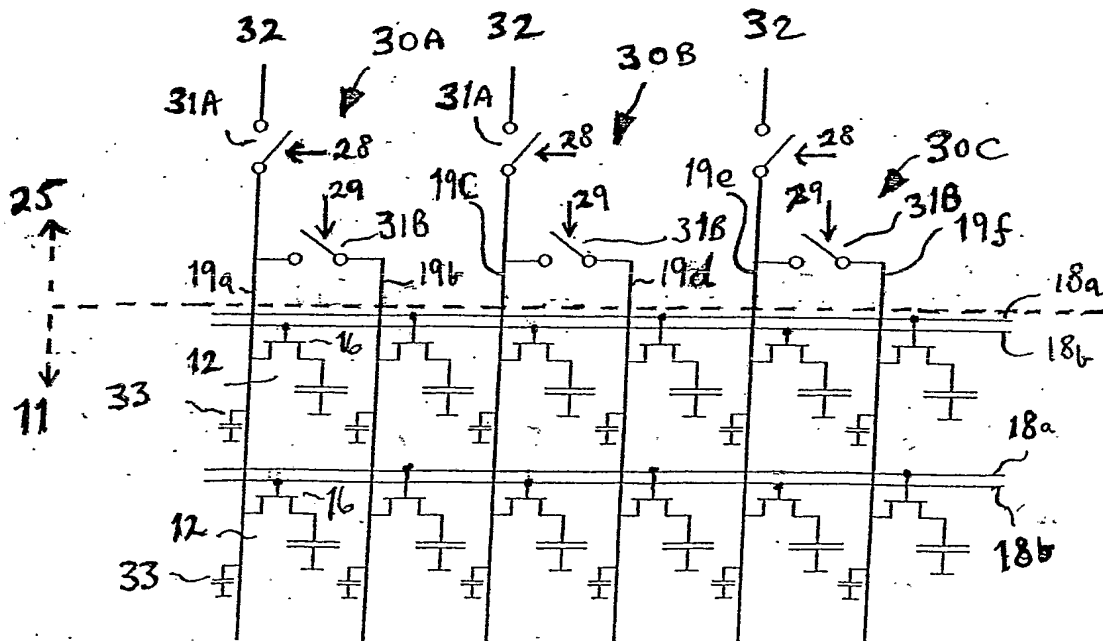 32 32 32
30A 30B
31A 31A
28 28 28
30C
19C 19e
25 29 29 29
31B 31B 31B
19f
19a 19b 19d
18a
18b
12 16
11 33
18a
16
12
18b
33